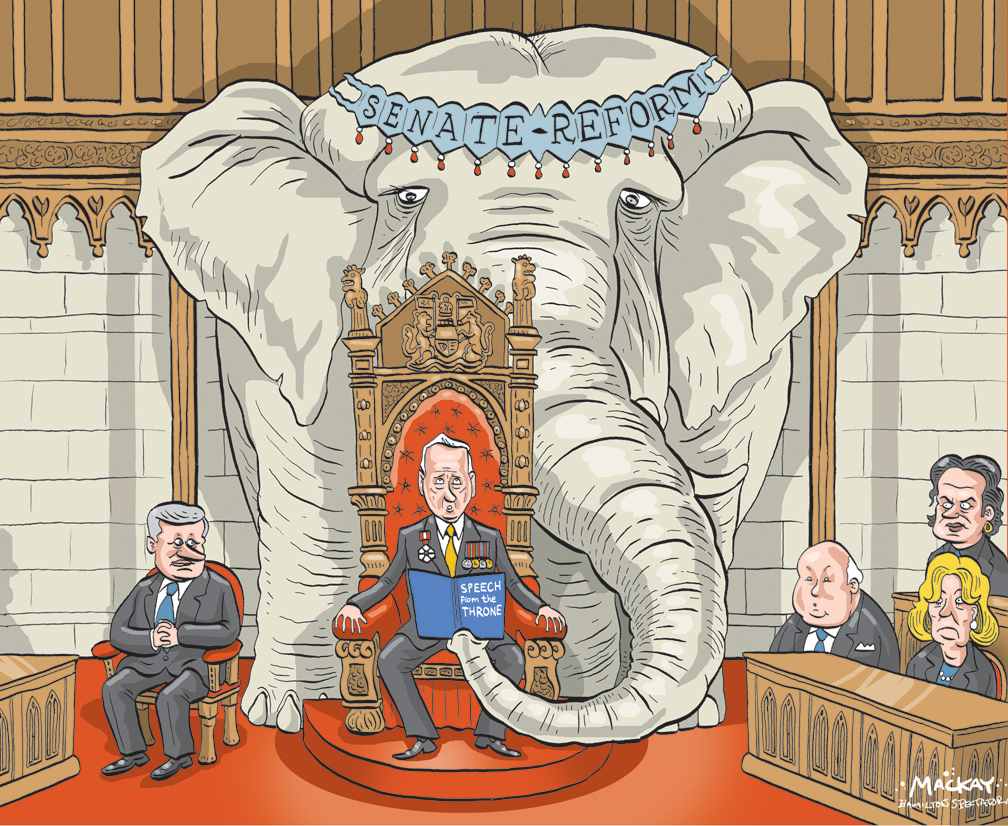 SENATE-REFORM
SPEECH
From the
THRONE
MACKAY
HAMILTON SPECTATOR